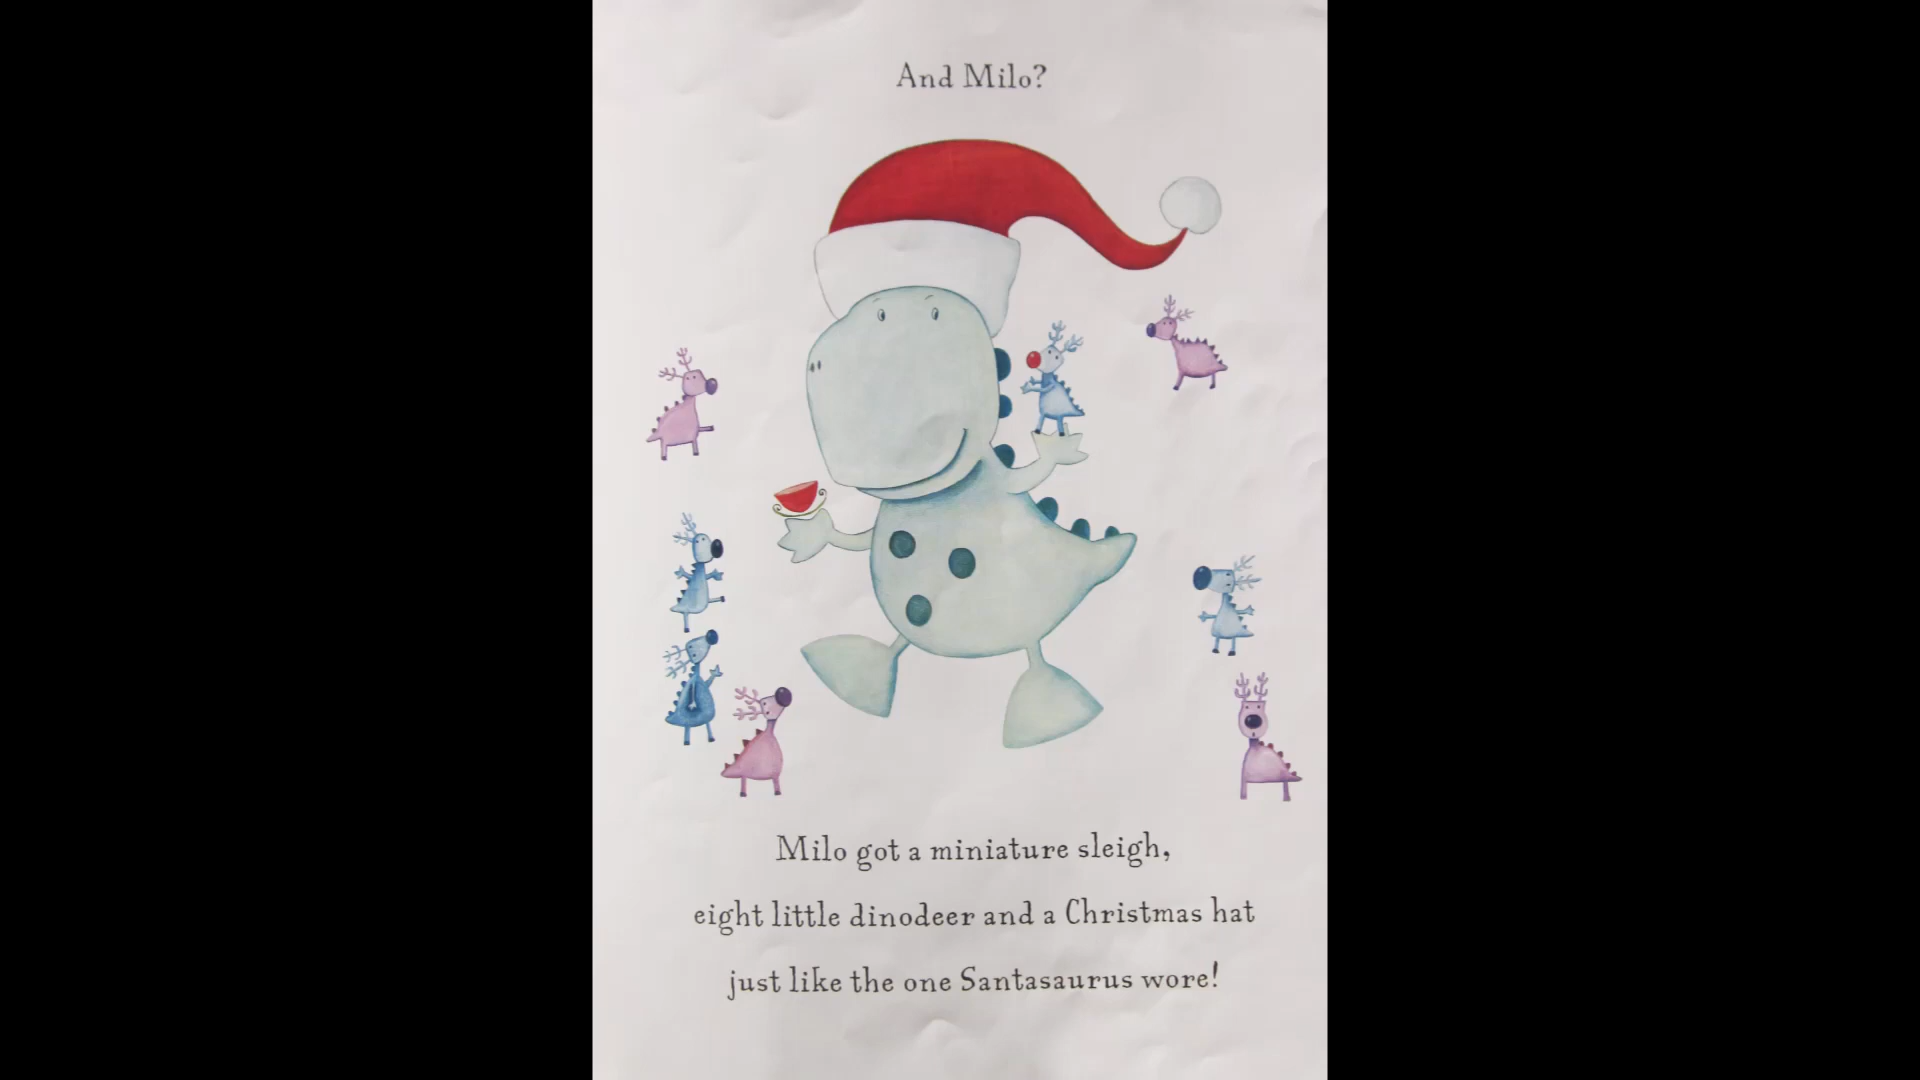 And Milo?
Milo got a miniature sleigh,
eight little dinodeer and a Christmas hat
just like the one Santasaurus wore!